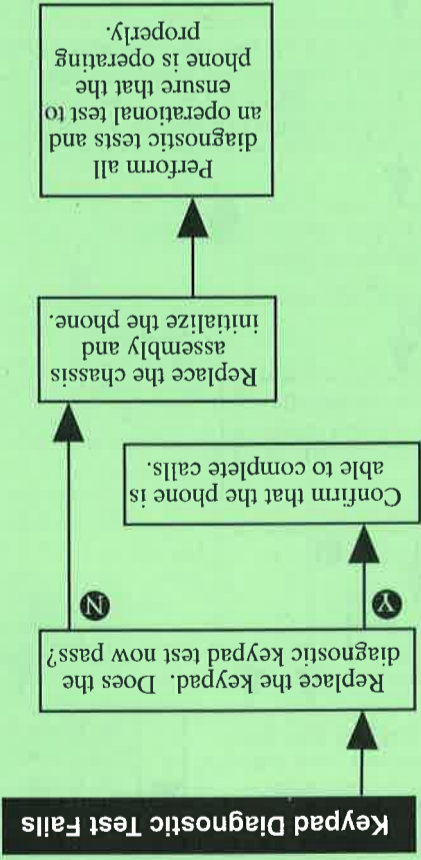 Keypad Diagnostic Test Fails
Replace the keypad. Does the
diagnostic keypad test now pass?
Y
N
Confirm that the phone is
able to complete calls.
Replace the chassis
assembly and
initialize the phone.
Perform all
diagnostic tests and
an operational test to
ensure that the
phone is operating
properly.